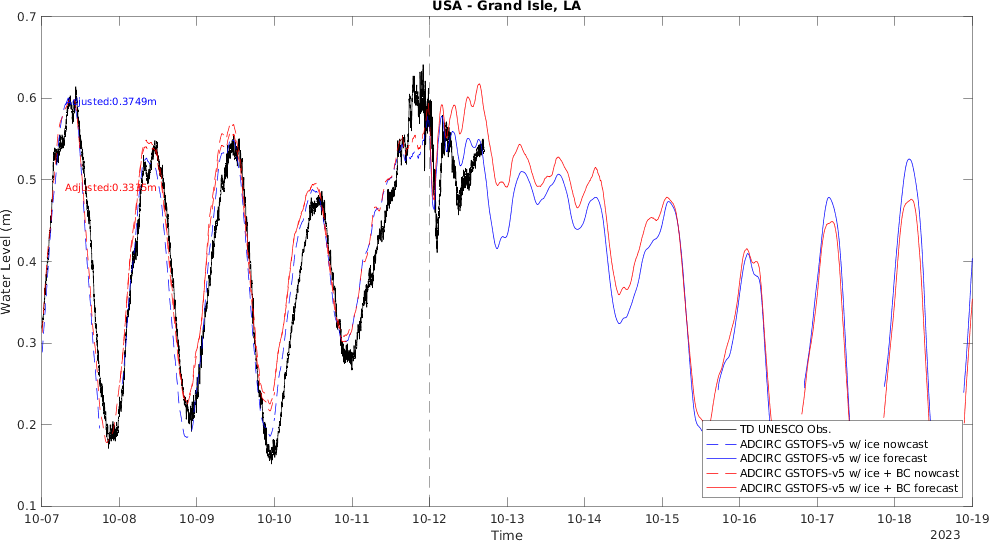 USA - Grand Isle, LA
0.7
0.6
0.5
0.4
0.3
0.2
0.1
Water Level (m)
Adjusted:0.3749m
Adjusted:0.3315m
TD UNESCO Obs.
ADCIRC GSTOFS-v5 w/ ice nowcast
ADCIRC GSTOFS-v5 w/ ice forecast
ADCIRC GSTOFS-v5 w/ ice + BC nowcast
ADCIRC GSTOFS-v5 w/ ice + BC forecast
10-07 10-08 10-09 10-10 10-11 10-12 10-13 10-14 10-15 10-16 10-17 10-18 10-19
Time
2023